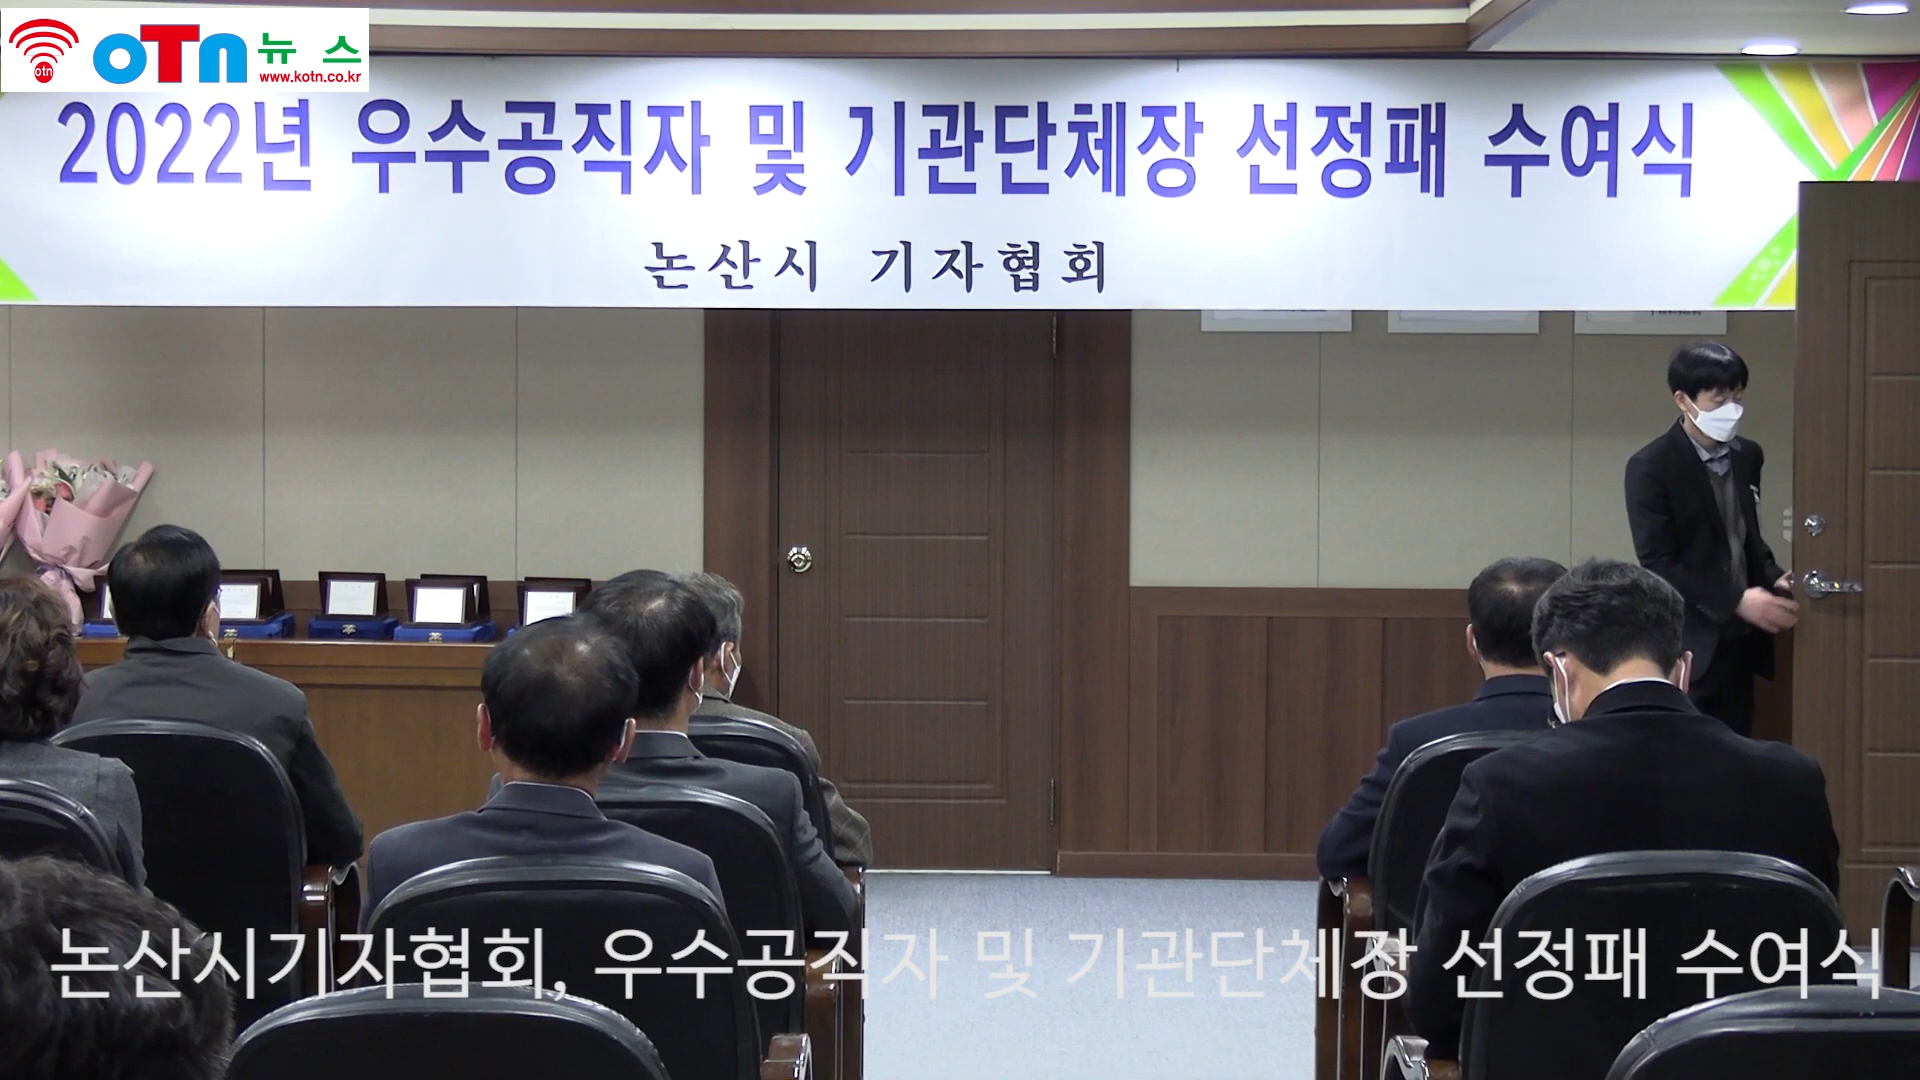 otn
OTN 뉴스
www.kotn.co.kr
2022년 우수공직자 및 기관단체장 선정패 수여식
논산시 기자협회
논산시기자협회, 우수공직자 및 기관단체장 선정패 수여식